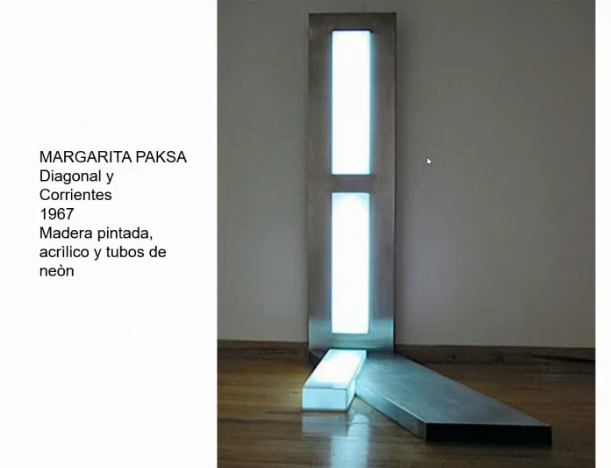 MARGARITA PAKSA
Diagonal y
Corrientes
1967
Madera pintada,
acrìlico y tubos de
neòn